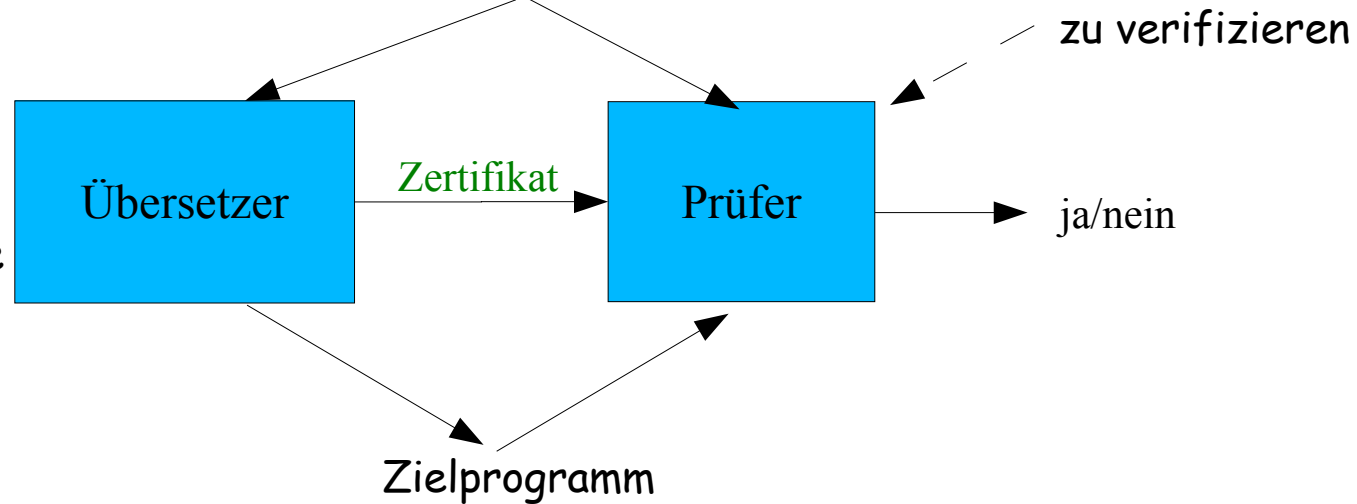 zu verifizieren
Übersetzer
Zertifikat
Prüfer
ja/nein
Zielprogramm